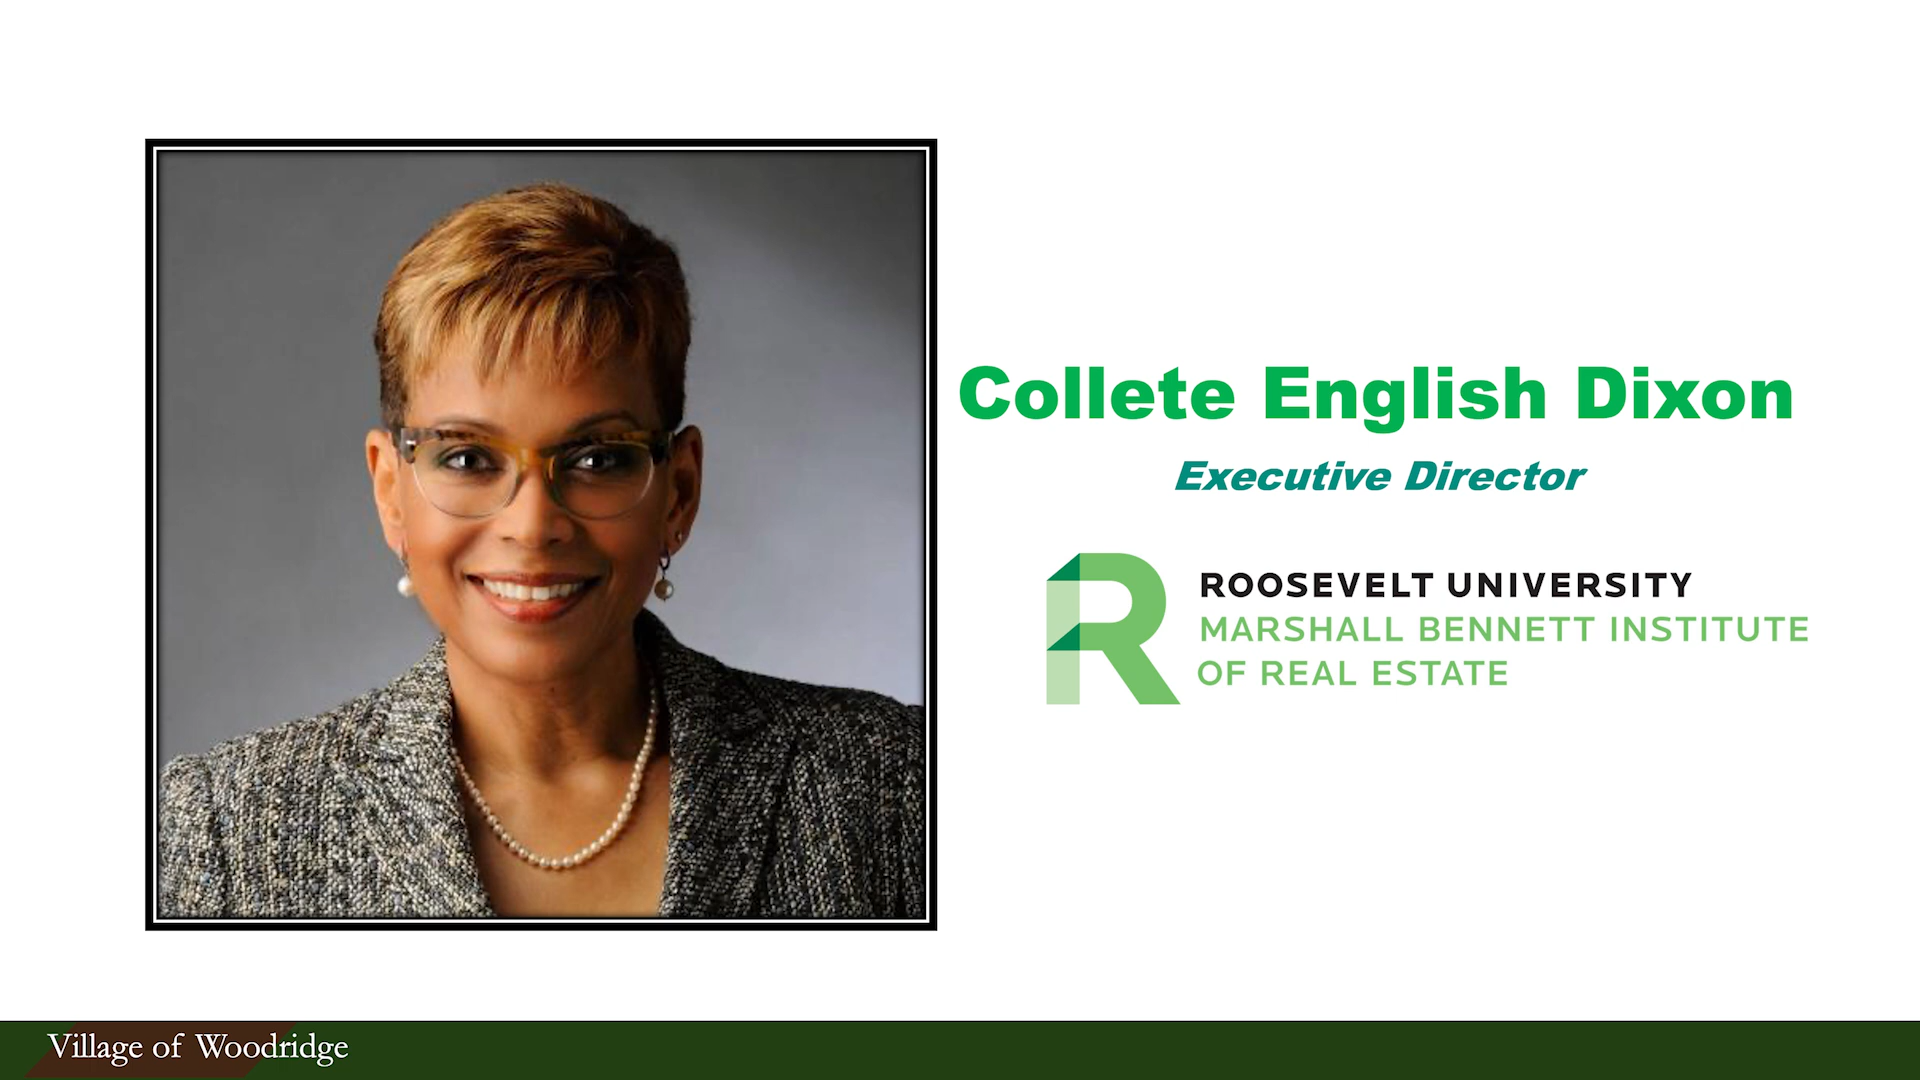 Collete English Dixon
Executive Director
ROOSEVELT UNIVERSITY
MARSHALL BENNETT INSTITUTE
OF REAL ESTATE
Village of Woodridge